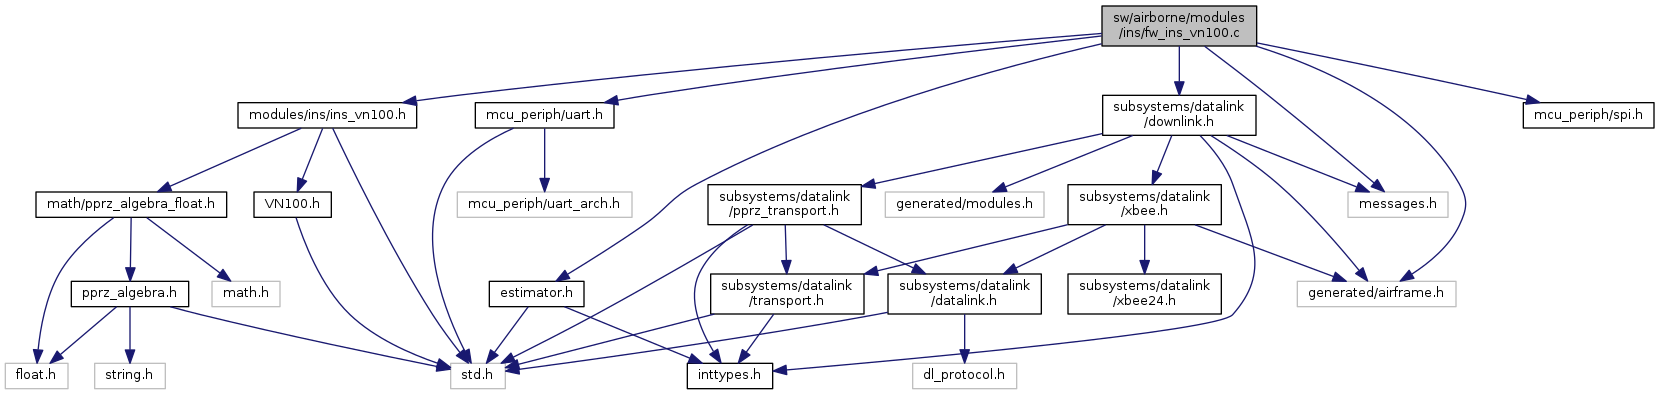 sw/airborne/modules
/ins/fw_ins_vn100.c
modules/ins/ins_vn100.h
mcu_periph/uart.h
subsystems/datalink
/downlink.h
mcu_periph/spi.h
math/pprz_algebra_float.h
VN100.h
mcu_periph/uart_arch.h
subsystems/datalink
/pprz_transport.h
generated/modules.h
subsystems/datalink
/xbee.h
messages.h
pprz_algebra.h
math.h
estimator.h
subsystems/datalink
/transport.h
subsystems/datalink
/datalink.h
subsystems/datalink
/xbee24.h
generated/airframe.h
float.h
string.h
std.h
inttypes.h
dl_protocol.h